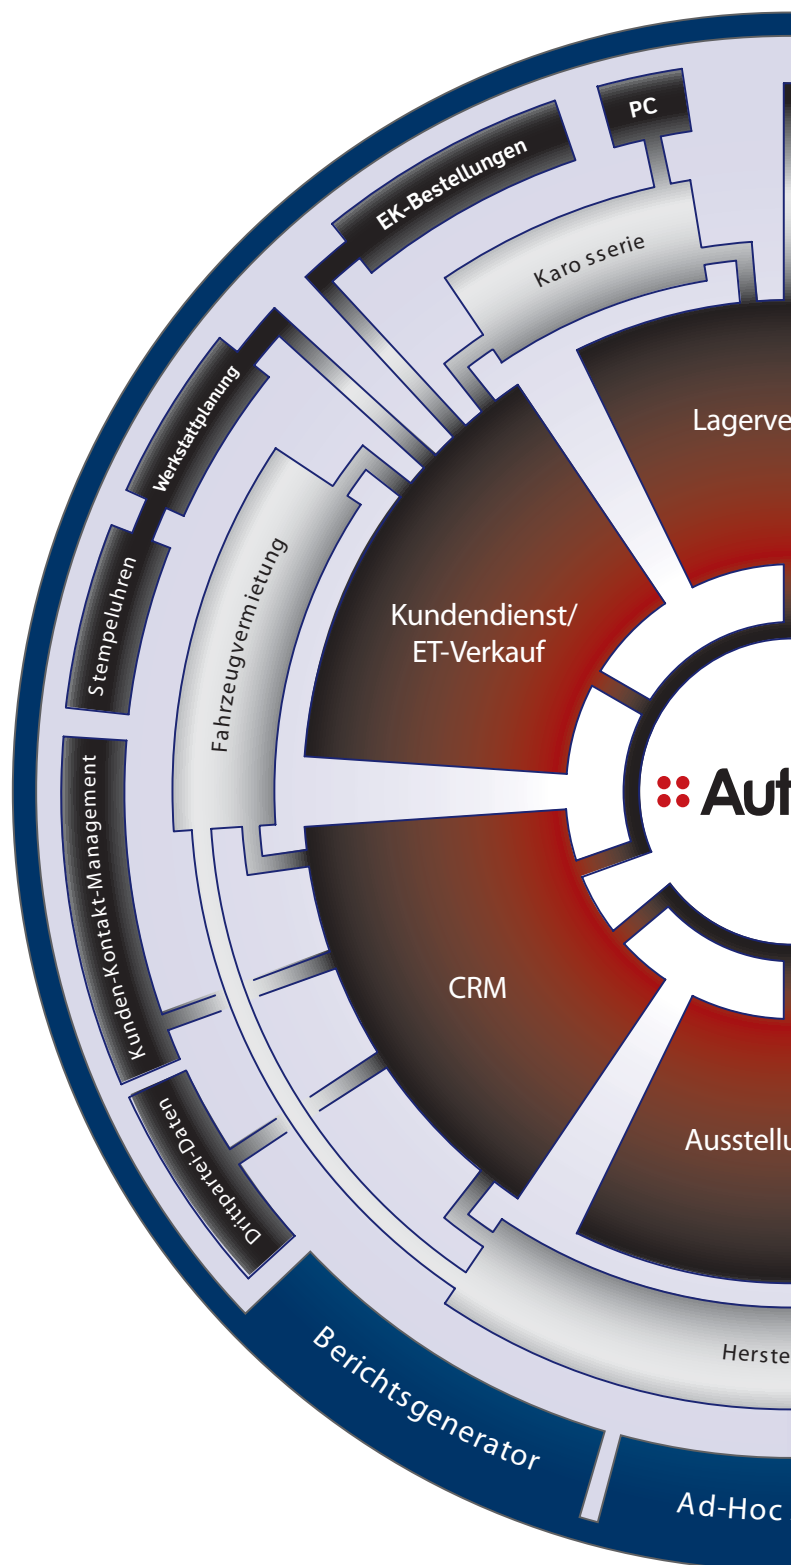 PC
EK-Bestellungen
Karo sserie
Werkstattplanung
Lagerve
Stempeluhren
Fahrzeugvermietung
Kundendienst/
ET-Verkauf
Kunden-Kontakt-Management
Aut
CRM
Drittpartei-Daten
Ausstellu
Herste
Berichtsgenerator
Ad-Hoc